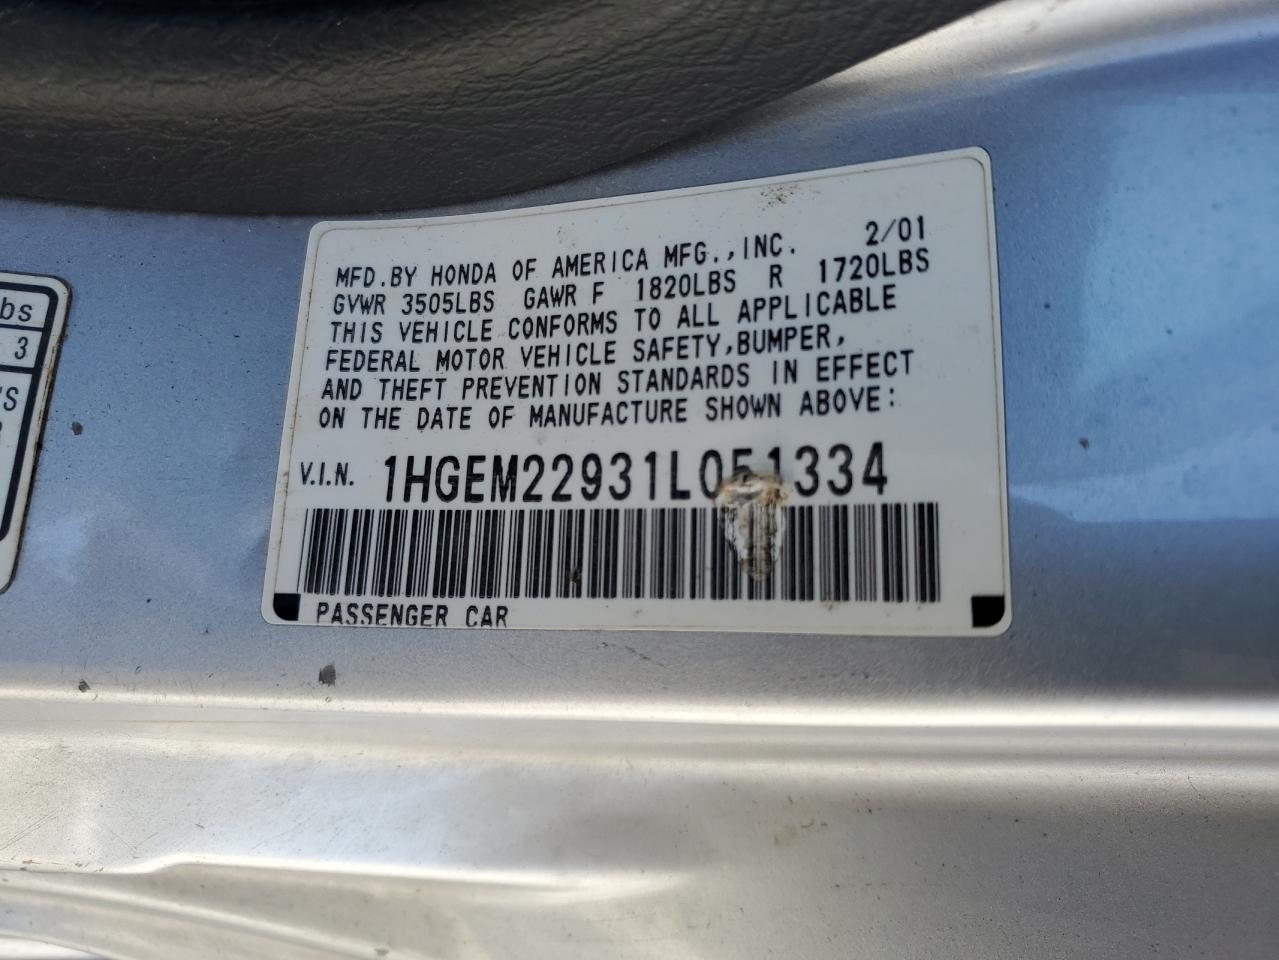 MFD.BY HONDA OF AMERICA MFG.,INC. 2/01
GVWR 3505LBS GAWR F 1820LBS R 1720LBS
THIS VEHICLE CONFORMS TO ALL APPLICABLE
FEDERAL MOTOR VEHICLE SAFETY,BUMPER,
AND THEFT PREVENTION STANDARDS IN EFFECT
ON THE DATE OF MANUFACTURE SHOWN ABOVE:
V.I.N. 1HGEM22931L051334
PASSENGER CAR
bs
3
'S